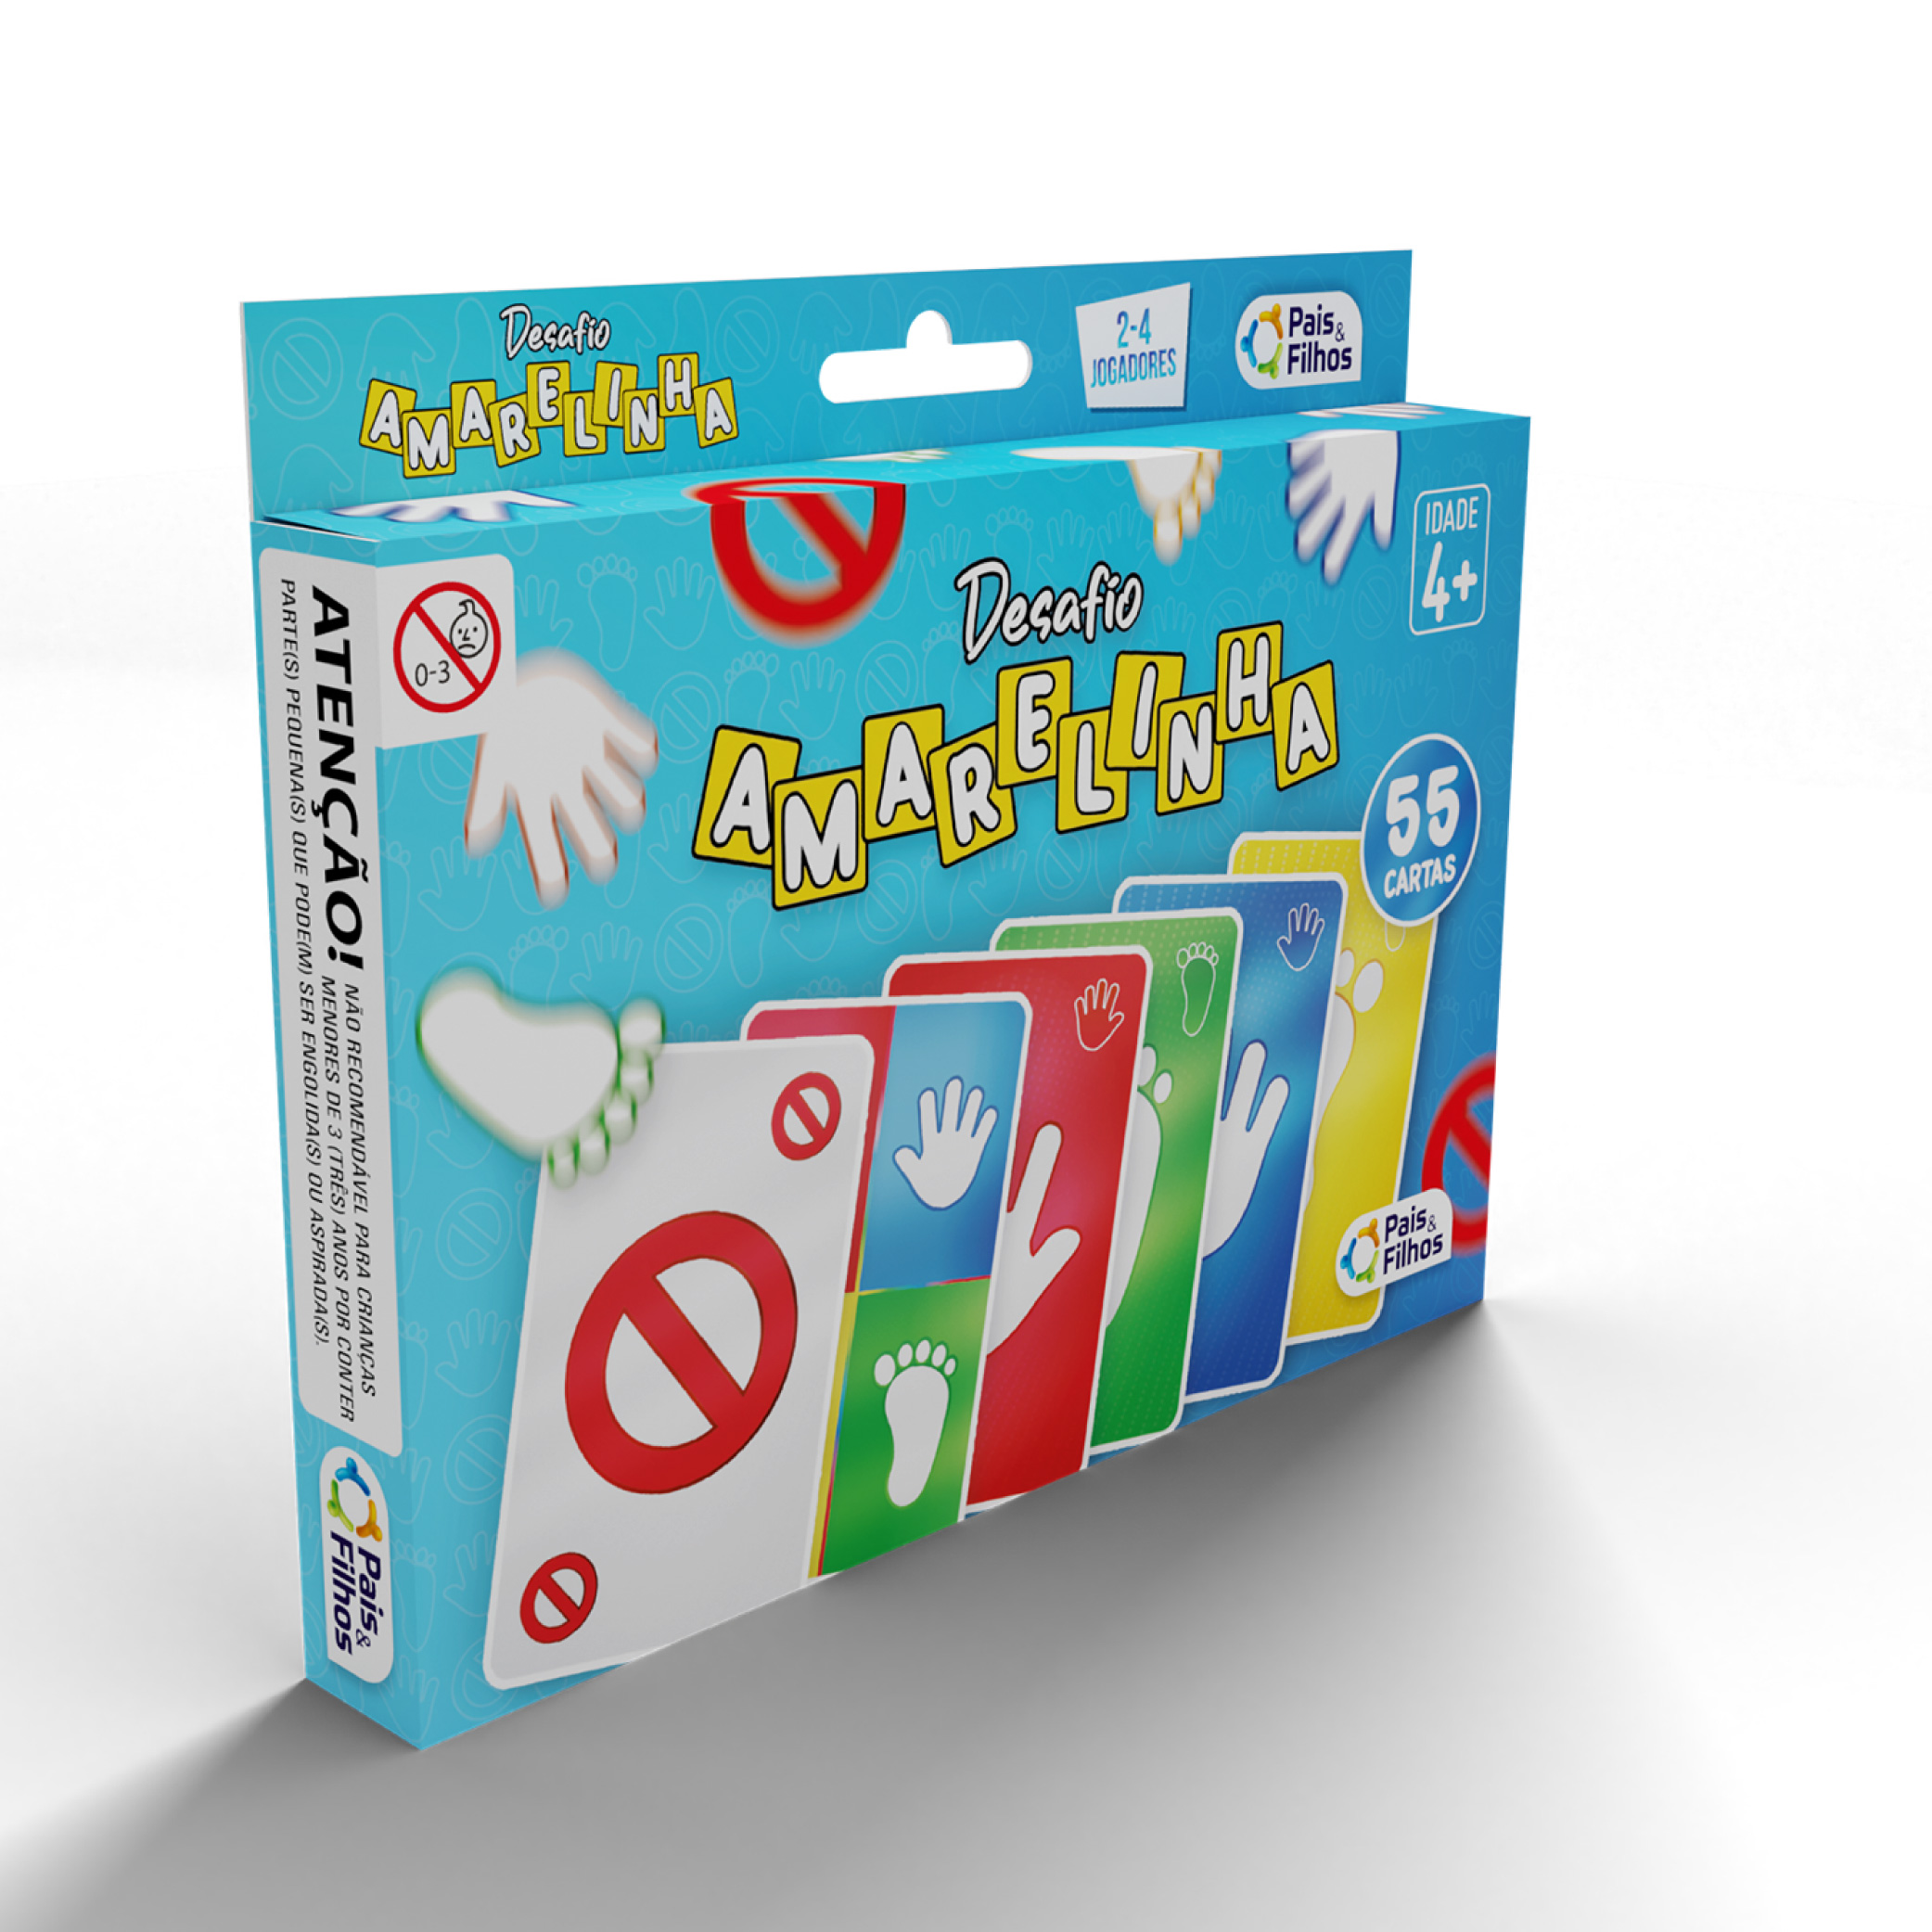 Desafio
AMARELINHA
2-4
JOGADORES
Pais &
Filhos
IDADE
4+
Desafio
AMARELINHA
55
CARTAS
Pais &
Filhos
0-3
ATENÇÃO! NÃO RECOMENDÁVEL PARA CRIANÇAS
MENORES DE 3 (TRÊS) ANOS POR CONTER
PARTE(S) PEQUENA(S) QUE PODE(M) SER ENGOLIDA(S) OU ASPIRADA(S).
Pais &
Filhos